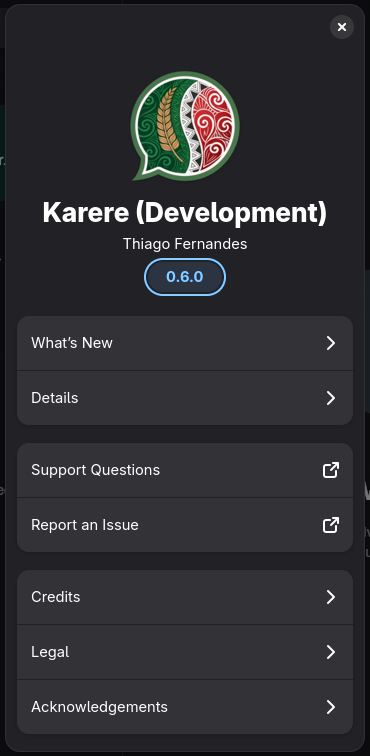 Karere (Development)
Thiago Fernandes
0.6.0
What’s New
Details
Support Questions
Report an Issue
Credits
Legal
Acknowledgements